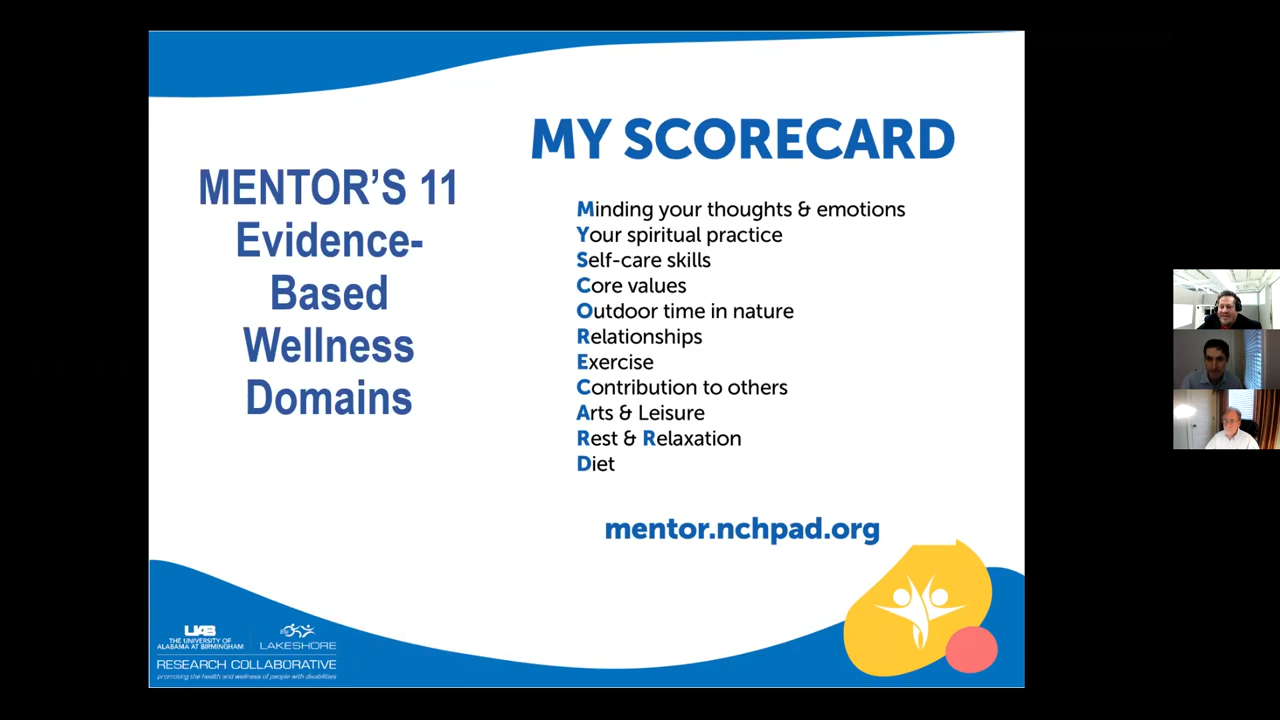 MENTOR’S 11
Evidence-
Based
Wellness
Domains
MY SCORECARD
Minding your thoughts & emotions
Your spiritual practice
Self-care skills
Core values
Outdoor time in nature
Relationships
Exercise
Contribution to others
Arts & Leisure
Rest & Relaxation
Diet
mentor.nchpad.org
UAB
THE UNIVERSITY OF
ALABAMA AT BIRMINGHAM
LAKESHORE
RESEARCH COLLABORATIVE
promoting the health and wellness of people with disabilities